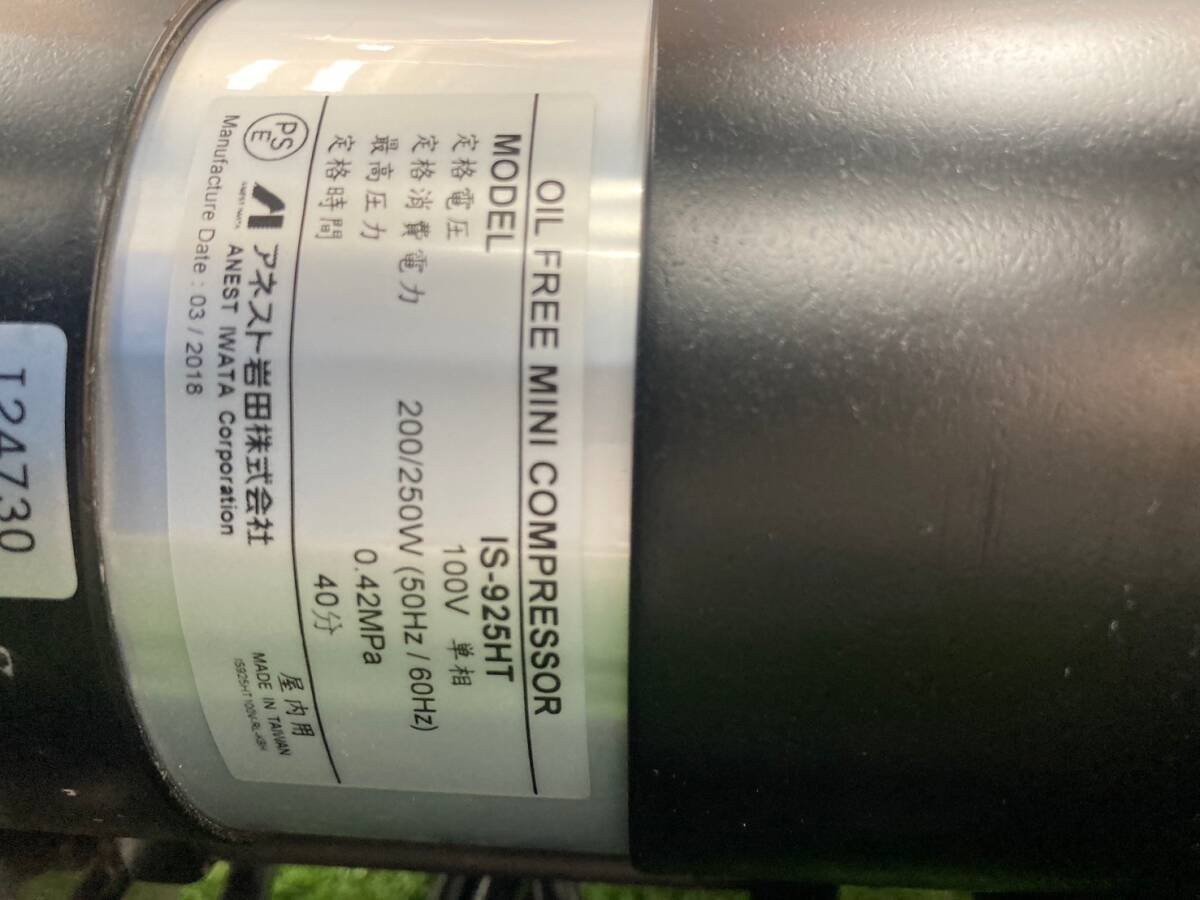 OIL FREE MINI COMPRESSOR
MODEL IS-925HT
定格電圧 100V 単相
定格消費電力 200/250W (50Hz / 60Hz)
最高圧力 0.42MPa
定格時間 40分
PS
E
ANEST IWATA
アネスト岩田株式会社
ANEST IWATA Corporation
Manufacture Date : 03 / 2018
屋内用
MADE IN TAIWAN
24730